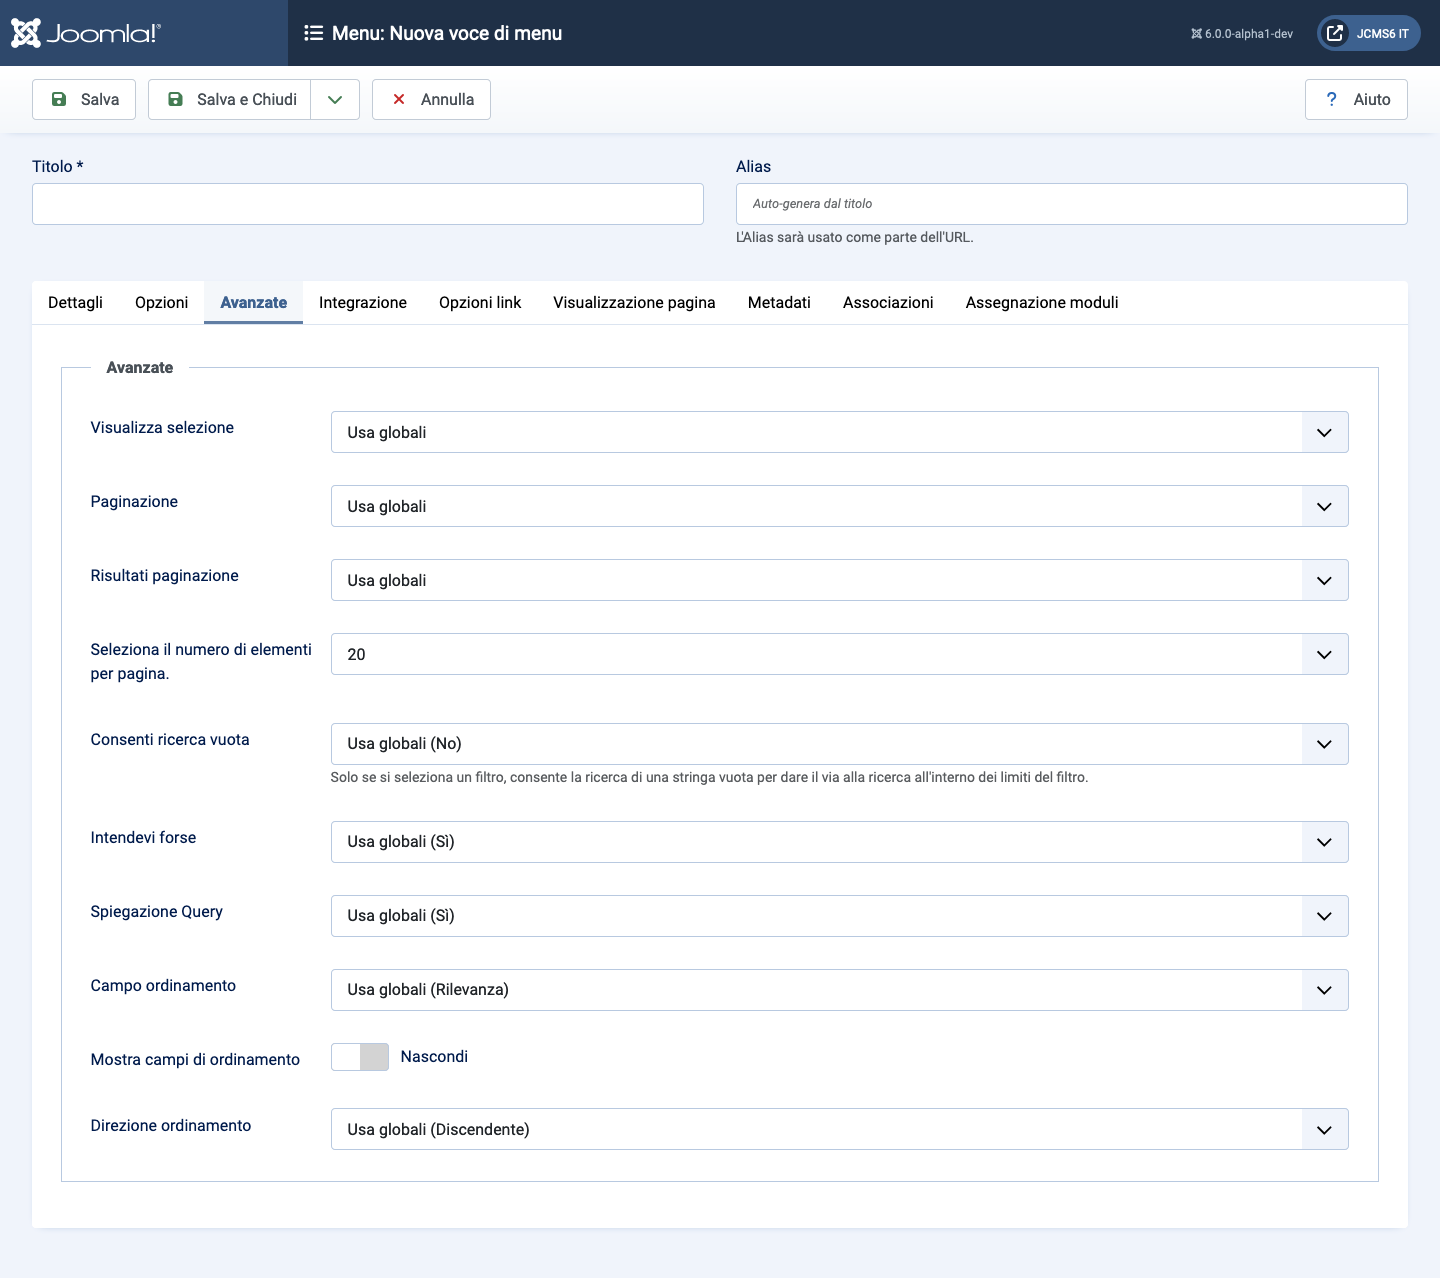 Joomla!®
Menu: Nuova voce di menu
6.0.0-alpha1-dev
JCMS6 IT
Salva
Salva e Chiudi
Annulla
? Aiuto
Titolo *
Alias
Auto-genera dal titolo
L'Alias sarà usato come parte dell'URL.
Dettagli Opzioni Avanzate Integrazione Opzioni link Visualizzazione pagina Metadati Associazioni Assegnazione moduli
Avanzate
Visualizza selezione
Usa globali
Paginazione
Usa globali
Risultati paginazione
Usa globali
Seleziona il numero di elementi
per pagina.
20
Consenti ricerca vuota
Usa globali (No)
Solo se si seleziona un filtro, consente la ricerca di una stringa vuota per dare il via alla ricerca all'interno dei limiti del filtro.
Intendevi forse
Usa globali (Sì)
Spiegazione Query
Usa globali (Sì)
Campo ordinamento
Usa globali (Rilevanza)
Mostra campi di ordinamento
Nascondi
Direzione ordinamento
Usa globali (Discendente)